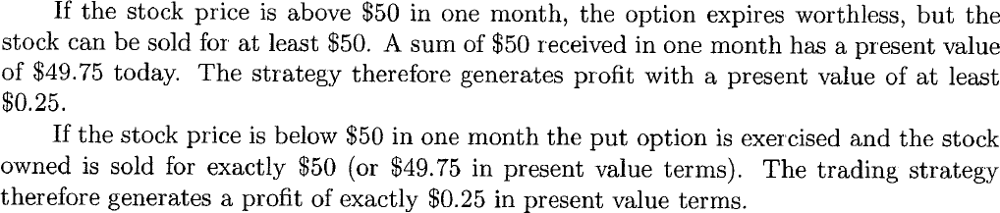 If the stock price is above $50 in one month, the option expires worthless, but the
stock can be sold for at least $50. A sum of $50 received in one month has a present value
of $49.75 today. The strategy therefore generates profit with a present value of at least
$0.25.
If the stock price is below $50 in one month the put option is exercised and the stock
owned is sold for exactly $50 (or $49.75 in present value terms). The trading strategy
therefore generates a profit of exactly $0.25 in present value terms.